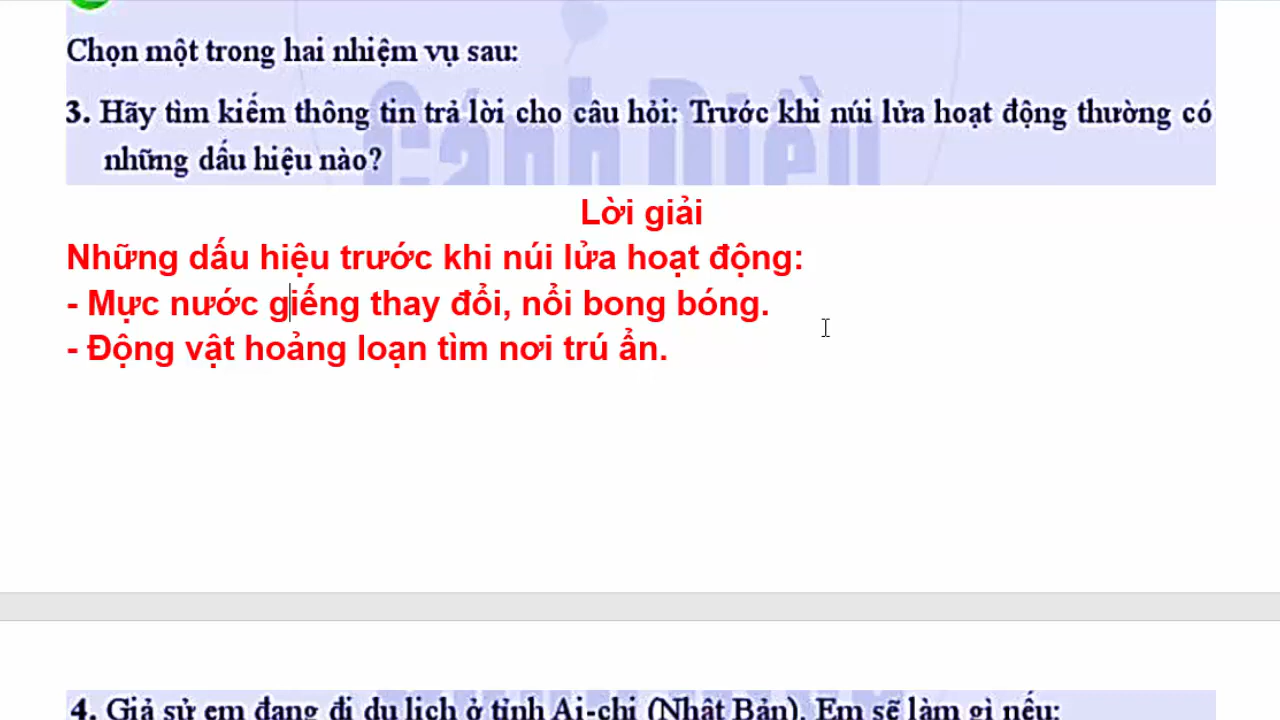 Chọn một trong hai nhiệm vụ sau:
3. Hãy tìm kiếm thông tin trả lời cho câu hỏi: Trước khi núi lửa hoạt động thường có
những dấu hiệu nào?
Cánh Diều
Lời giải
Những dấu hiệu trước khi núi lửa hoạt động:
- Mực nước giếng thay đổi, nổi bong bóng.
- Động vật hoảng loạn tìm nơi trú ẩn.
4. Giả sử em đang đi du lịch ở tỉnh Ai-chi (Nhật Bản). Em sẽ làm gì nếu: